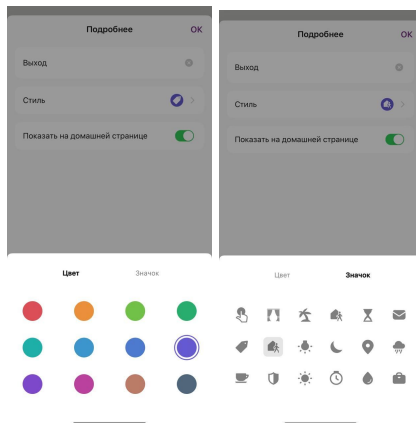 Подробнее
OK
Выход
Стиль
Показать на домашней странице
Цвет
Значок
Подробнее
OK
Выход
Стиль
Показать на домашней странице
Цвет
Значок